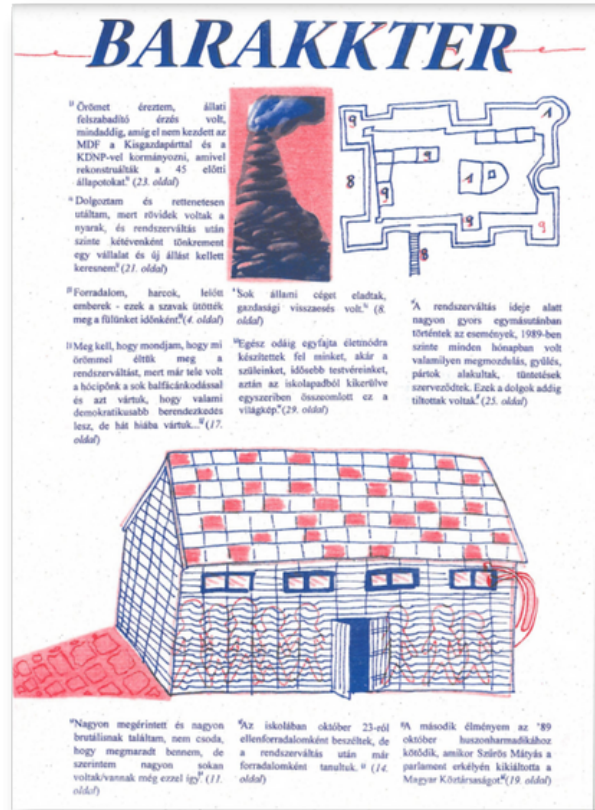 BARAKKTER
"Örömet éreztem, állati
felszabadító érzés volt,
mindaddig, amíg el nem kezdett az
MDF a Kisgazdapárttal és a
KDNP-vel kormányozni, amivel
rekonstruálták a 45 előtti
állapotokat." (23. oldal)
"Dolgoztam és rettenetesen
utáltam, mert rövidek voltak a
nyarak, és rendszerváltás után
szinte kétévenként tönkrement
egy vállalat és új állást kellett
keresnem" (21. oldal)
"Forradalom, harcok, lelőtt
emberek - ezek a szavak ütötték
meg a fülünket időnként." (4. oldal)
"Meg kell, hogy mondjam, hogy mi
örömmel éltük meg a
rendszerváltást, mert már tele volt
a hócipőnk a sok balfácánkodással
és azt vártuk, hogy valami
demokratikusabb berendezkedés
lesz, de hát hiába vártuk..." (17.
oldal)
"Sok állami céget eladtak,
gazdasági visszaesés volt." (8.
oldal)
"Egész odáig egyfajta életmódra
készítettek fel minket, akár a
szüleinket, idősebb testvéreinket,
aztán az iskolapadból kikerülve
egyszeriben összeomlott ez a
világkép." (29. oldal)
9
1
9
1
8
9
8
9
8
"A rendszerváltás ideje alatt
nagyon gyors egymásutánban
történtek az események, 1989-ben
szinte minden hónapban volt
valamilyen megmozdulás, gyűlés,
pártok alakultak, tüntetések
szerveződtek. Ezek a dolgok addig
tiltottak voltak." (25. oldal)
"Nagyon megérintett és nagyon
brutálisnak találtam, nem csoda,
hogy megmaradt bennem, de
szerintem nagyon sokan
voltak/vannak még ezzel így" (11.
oldal)
"Az iskolában október 23-ról
ellenforradalomként beszéltek, de
a rendszerváltás után már
forradalomként tanultuk." (14.
oldal)
"A második élményem az '89
október huszonharmadikához
kötődik, amikor Szűrös Mátyás a
parlament erkélyén kikiáltotta a
Magyar Köztársaságot." (19. oldal)